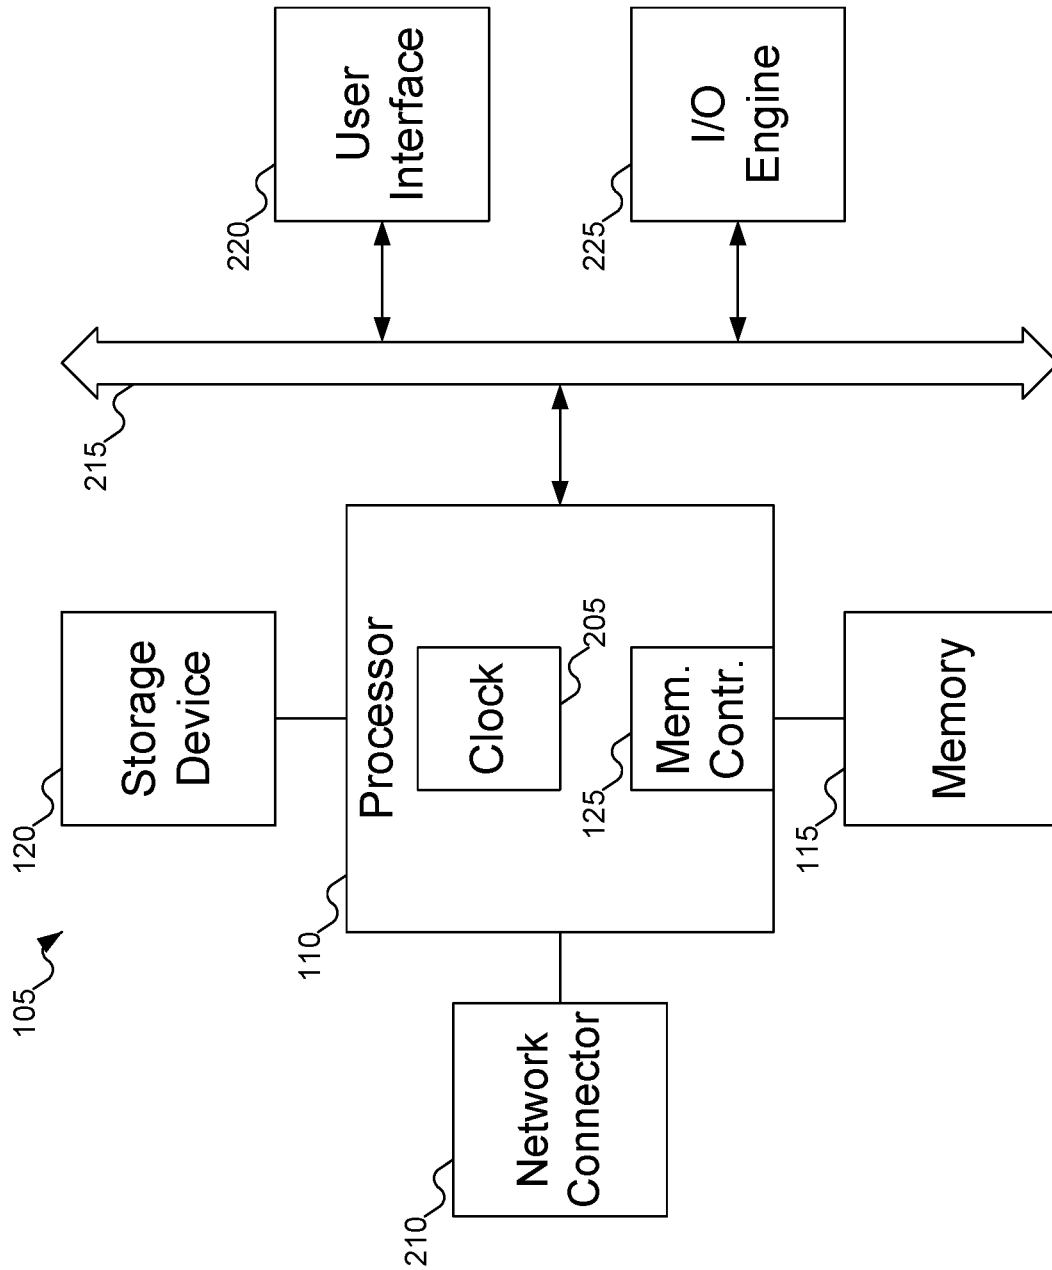 105
120
Storage
Device
215
220
User
Interface
110
Processor
210
Network
Connector
Clock
205
125
Mem.
Contr.
225
I/O
Engine
115
Memory